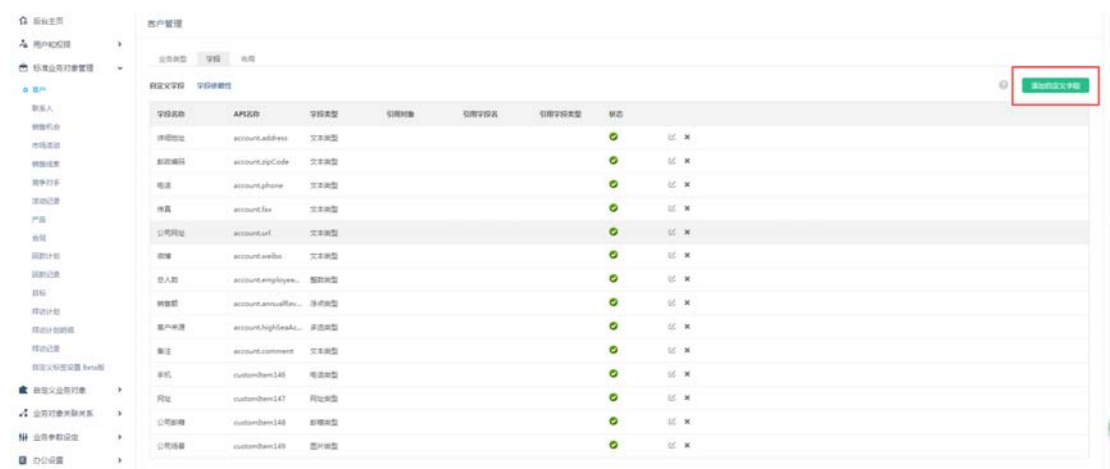 后台主页
用户和权限
标准业务对象管理
客户
联系人
销售机会
市场活动
销售线索
竞争对手
活动记录
产品
合同
回款计划
回款记录
目标
拜访计划
拜访计划明细
拜访记录
自定义标签设置 Beta版
自定义业务对象
业务对象关联关系
业务参数设定
办公设置
客户管理
业务类型 字段 布局
自定义字段 字段依赖性
添加自定义字段
字段名称 API名称 字段类型 引用对象 引用字段名 引用字段类型 状态
详细地址 account.address 文本类型
邮政编码 account.zipCode 文本类型
电话 account.phone 文本类型
传真 account.fax 文本类型
公司网址 account.url 文本类型
微博 account.weibo 文本类型
总人数 account.employee... 整数类型
销售额 account.annualRev... 浮点类型
客户来源 account.highSeaAc... 单选类型
备注 account.comment 文本类型
手机 customItem146 电话类型
网址 customItem147 网址类型
公司邮箱 customItem148 邮箱类型
公司场景 customItem149 图片类型